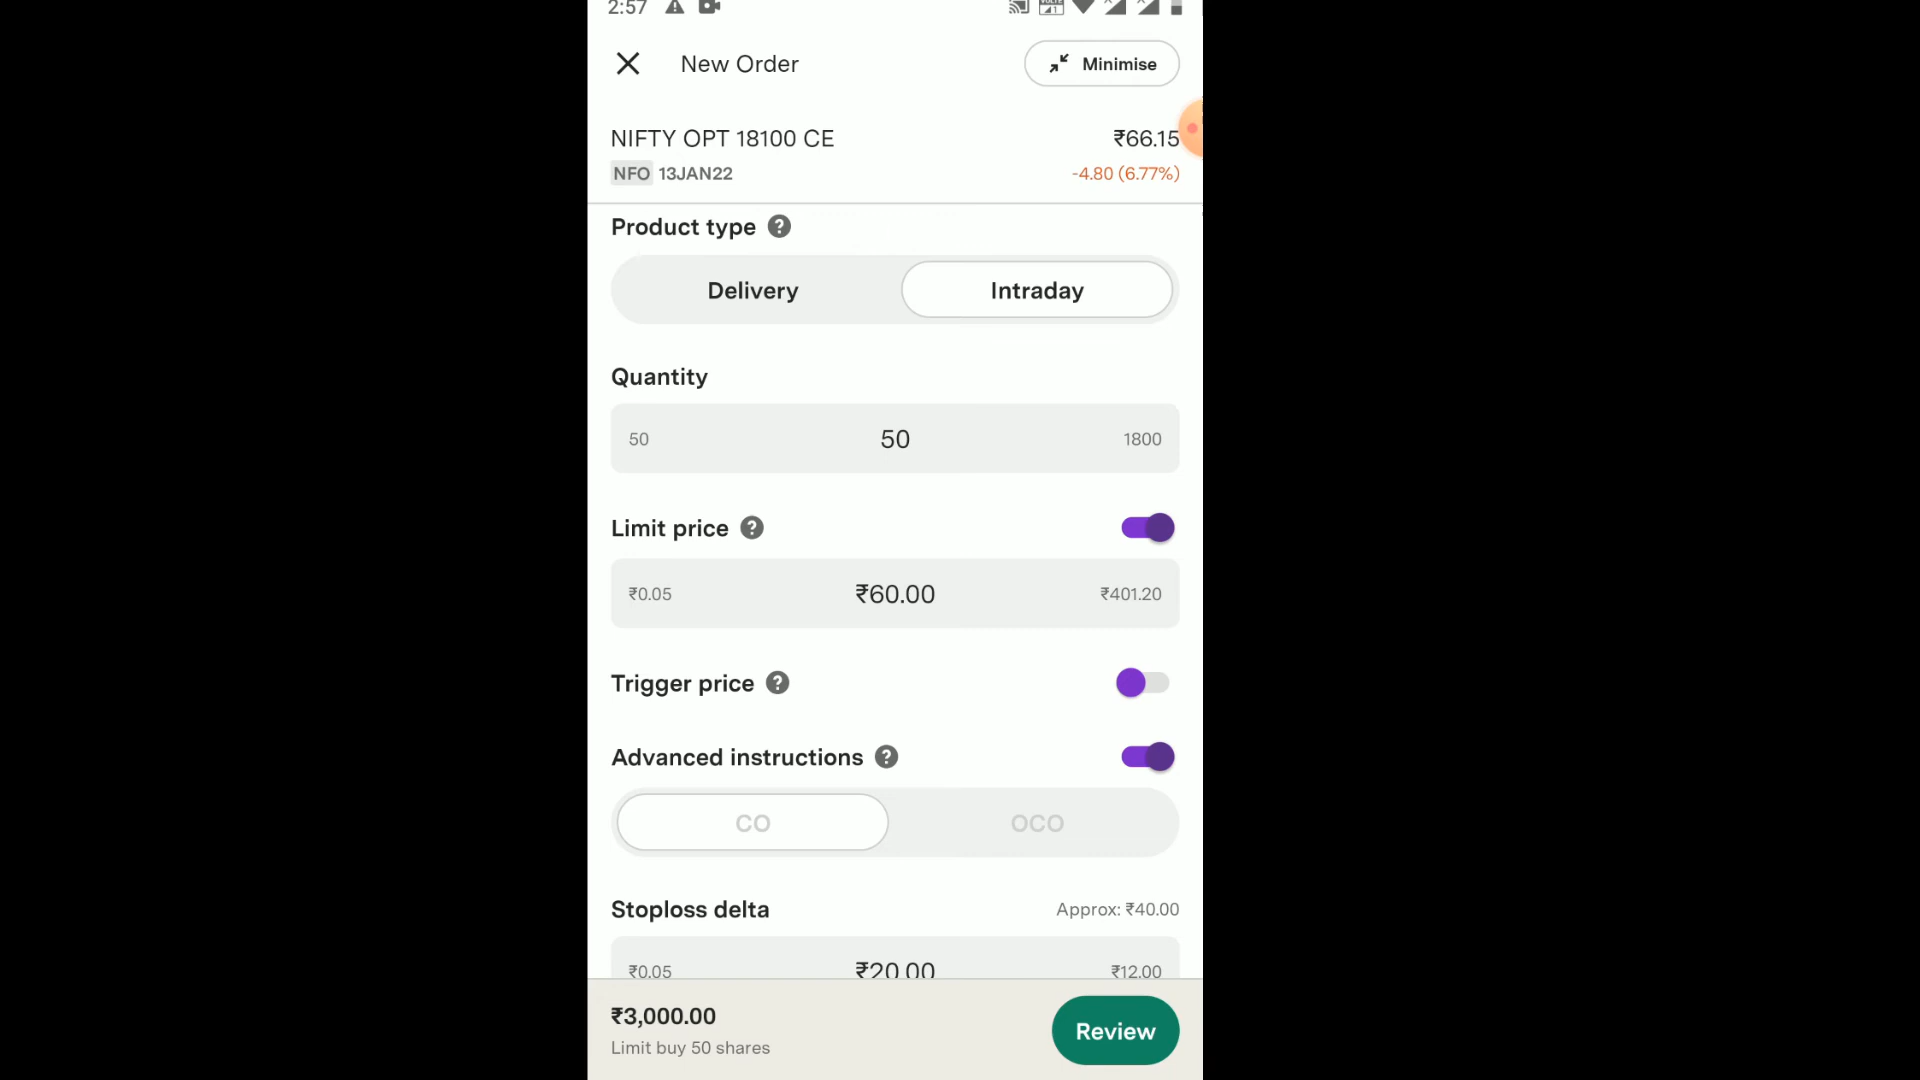 2:57
New Order
Minimise
NIFTY OPT 18100 CE
₹66.15
NFO 13JAN22
-4.80 (6.77%)
Product type ?
Delivery
Intraday
Quantity
50
50
1800
Limit price ?
₹0.05
₹60.00
₹401.20
Trigger price ?
Advanced instructions ?
CO
OCO
Stoploss delta
Approx: ₹40.00
₹0.05
₹20.00
₹12.00
₹3,000.00
Limit buy 50 shares
Review